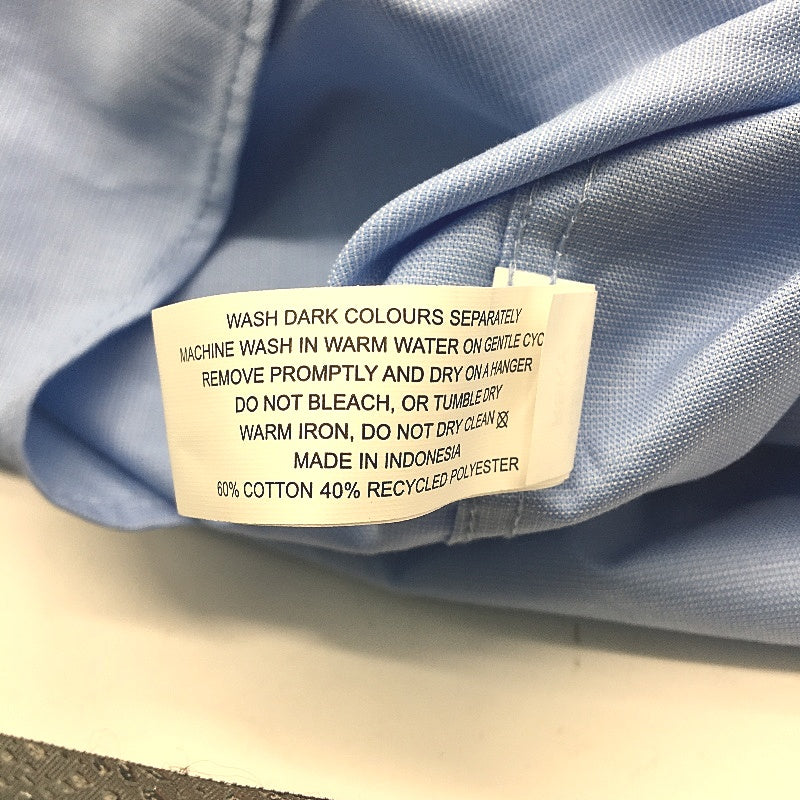 WASH DARK COLOURS SEPARATELY
MACHINE WASH IN WARM WATER ON GENTLE CYC
REMOVE PROMPTLY AND DRY ON A HANGER
DO NOT BLEACH, OR TUMBLE DRY
WARM IRON, DO NOT DRY CLEAN
MADE IN INDONESIA
60% COTTON 40% RECYCLED POLYESTER